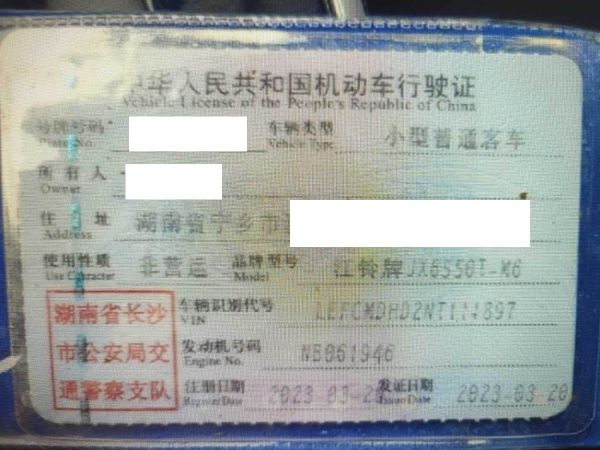 中华人民共和国机动车行驶证
Vehicle License of the People's Republic of China
号牌号码 车辆类型 小型普通客车
Plate No. Vehicle Type
所有人
Owner
住址 湖南省宁乡市
Address
使用性质 非营运 品牌型号 江铃牌JX6550T-M6
Use Character Model
湖南省长沙 车辆识别代号
VIN
市公安局交 发动机号码 NB061946
Engine No.
通警察支队 注册日期 2023-03-20 发证日期 2023-03-20
Register Date Issue Date